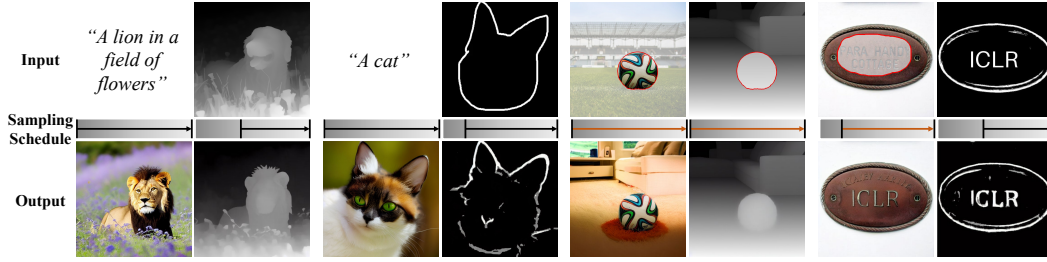 Input
“A lion in a
field of
flowers”
“A cat”
PARA HAND
COTTAGE
ICLR
Sampling
Schedule
Output
ICLR
ICLR